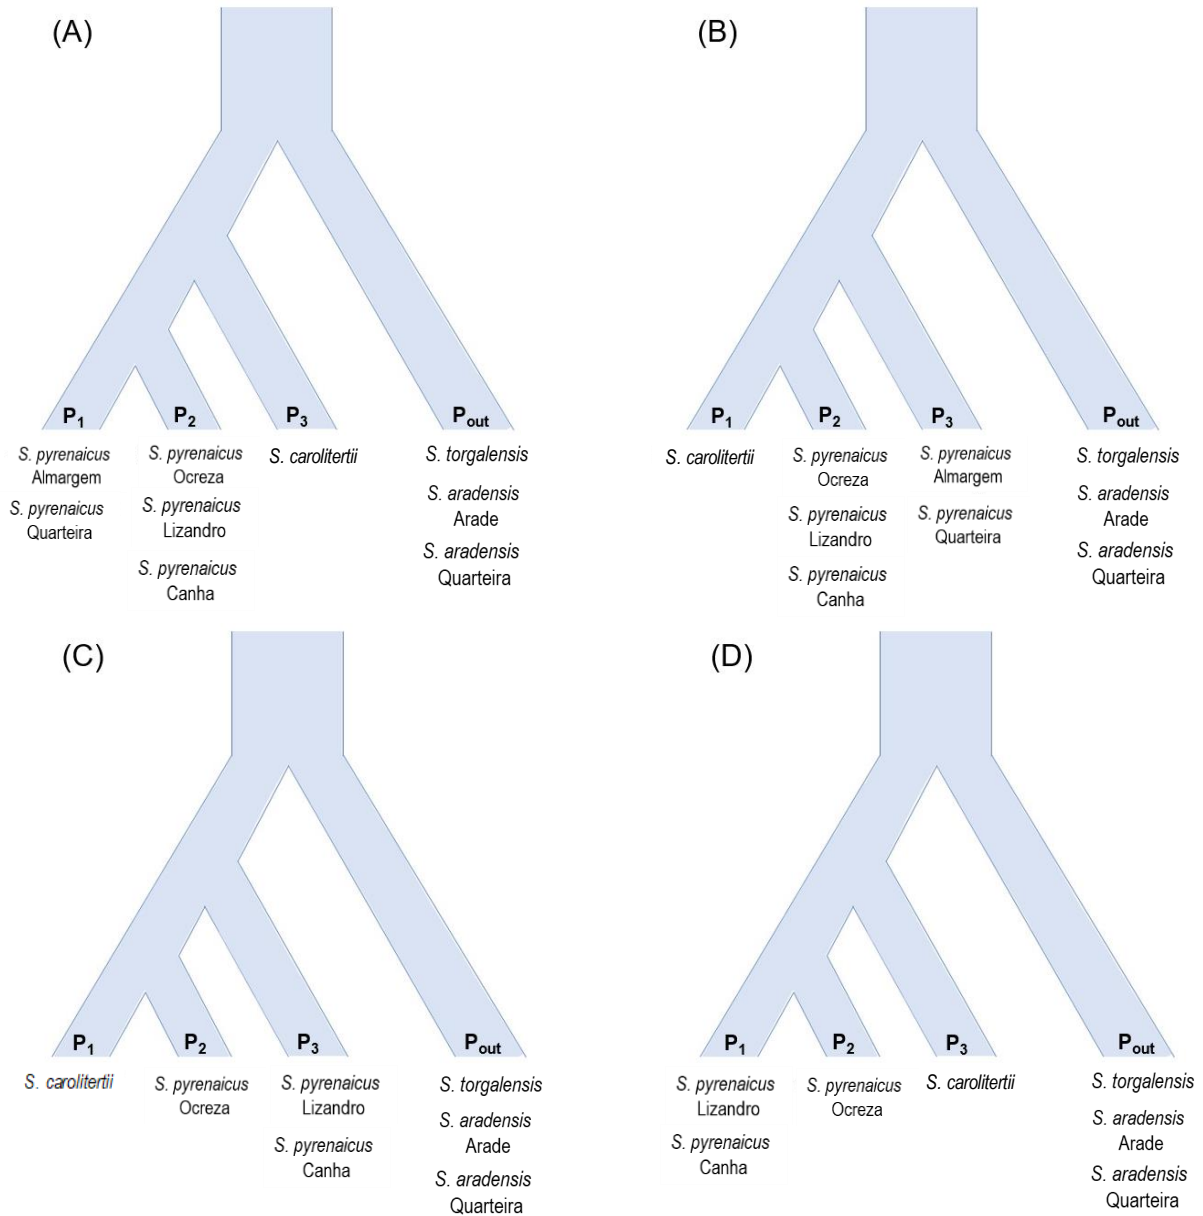 (A)
P1
P2
P3
Pout
S. pyrenaicus
Almargem
S. pyrenaicus
Quarteira
S. pyrenaicus
Ocreza
S. pyrenaicus
Lizandro
S. pyrenaicus
Canha
S. carolitertii
S. torgalensis
S. aradensis
Arade
S. aradensis
Quarteira
(B)
P1
P2
P3
Pout
S. carolitertii
S. pyrenaicus
Ocreza
S. pyrenaicus
Lizandro
S. pyrenaicus
Canha
S. pyrenaicus
Almargem
S. pyrenaicus
Quarteira
S. torgalensis
S. aradensis
Arade
S. aradensis
Quarteira
(C)
P1
P2
P3
Pout
S. carolitertii
S. pyrenaicus
Ocreza
S. pyrenaicus
Lizandro
S. pyrenaicus
Canha
S. torgalensis
S. aradensis
Arade
S. aradensis
Quarteira
(D)
P1
P2
P3
Pout
S. pyrenaicus
Lizandro
S. pyrenaicus
Canha
S. pyrenaicus
Ocreza
S. carolitertii
S. torgalensis
S. aradensis
Arade
S. aradensis
Quarteira